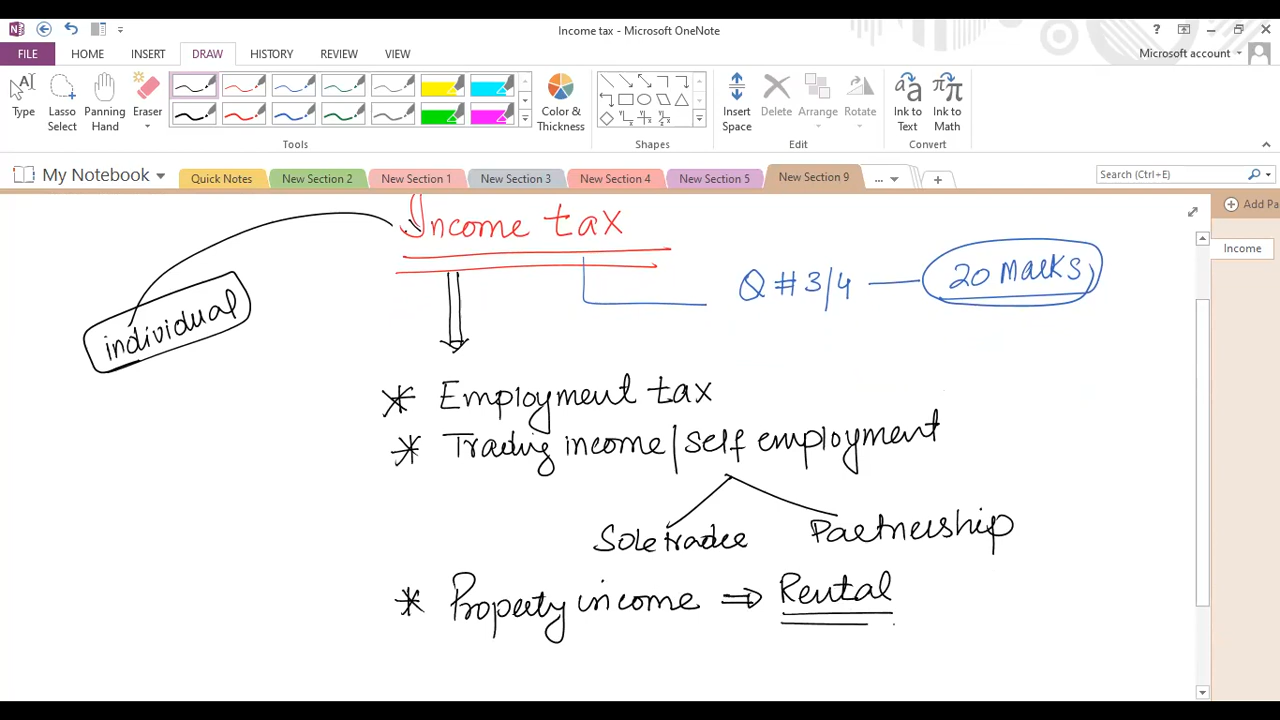 Income tax - Microsoft OneNote
FILE HOME INSERT DRAW HISTORY REVIEW VIEW
Microsoft account
Type Lasso Select Panning Hand Eraser Color & Thickness Insert Space Delete Arrange Rotate Ink to Text Ink to Math
Tools Shapes Edit Convert
My Notebook Quick Notes New Section 2 New Section 1 New Section 3 New Section 4 New Section 5 New Section 9 ... Search (Ctrl+E)
Add Pa
Income
Income tax
Q # 3/4 — 20 Marks
individual
* Employment tax
* Trading income/Self employment
Soletrader Partnership
* Property income ⇒ Rental